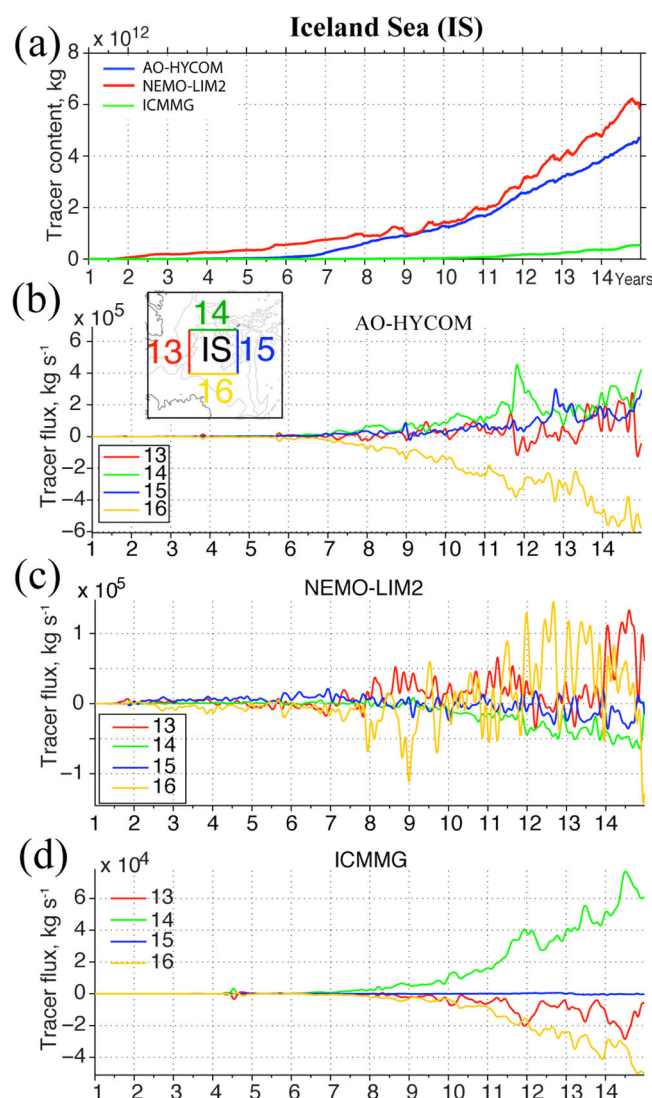 Iceland Sea (IS)
(a)
x 10^12
AO-HYCOM
NEMO-LIM2
ICMMG
Tracer content, kg
8
6
4
2
0
1 2 3 4 5 6 7 8 9 10 11 12 13 14 Years
(b)
x 10^5
14
13 IS 15
16
AO-HYCOM
Tracer flux, kg s^-1
6
4
2
0
−2
−4
−6
13
14
15
16
1 2 3 4 5 6 7 8 9 10 11 12 13 14
(c)
x 10^5
NEMO-LIM2
Tracer flux, kg s^-1
1
0
−1
13
14
15
16
1 2 3 4 5 6 7 8 9 10 11 12 13 14
(d)
x 10^4
ICMMG
Tracer flux, kg s^-1
6
4
2
0
−2
−4
13
14
15
16
1 2 3 4 5 6 7 8 9 10 11 12 13 14